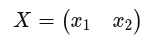 X = (x₁ x₂)